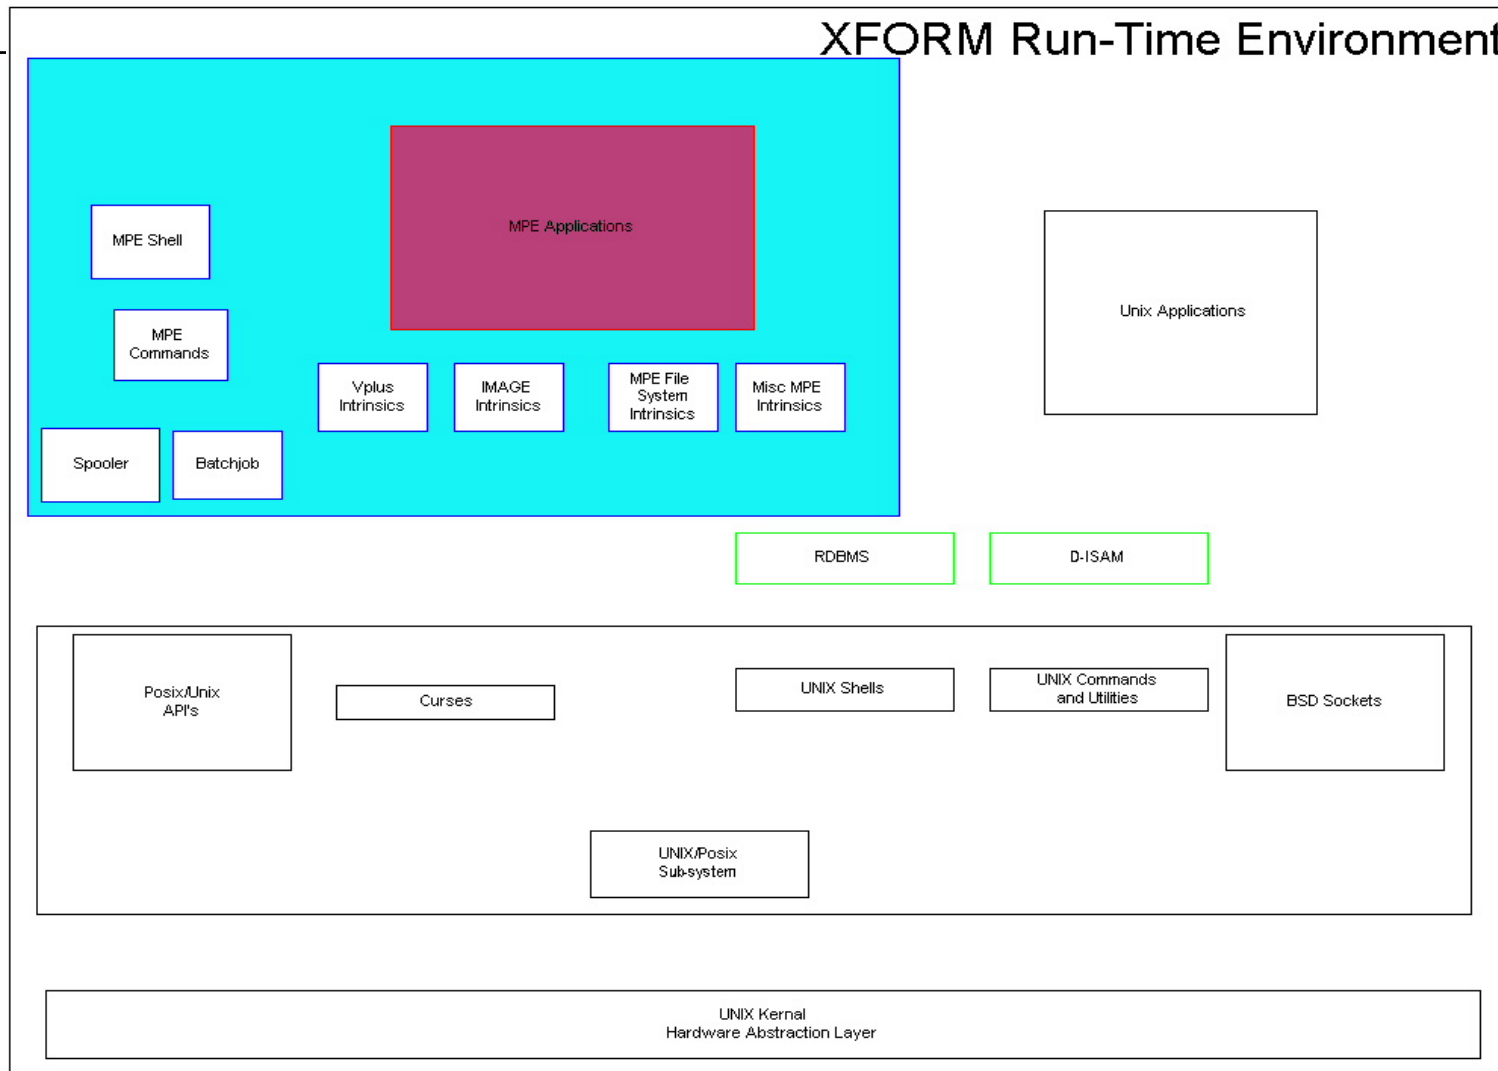 XFORM Run-Time Environment
MPE Applications
MPE Shell
Unix Applications
MPE
Commands
Vplus
Intrinsics
IMAGE
Intrinsics
MPE File
System
Intrinsics
Misc MPE
Intrinsics
Spooler
Batchjob
RDBMS
D-ISAM
Posix/Unix
API's
Curses
UNIX Shells
UNIX Commands
and Utilities
BSD Sockets
UNIX/Posix
Sub-system
UNIX Kernal
Hardware Abstraction Layer